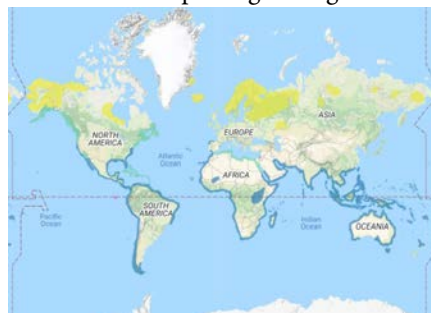 NORTH
AMERICA
EUROPE
ASIA
Atlantic
Ocean
AFRICA
Pacific
Ocean
SOUTH
AMERICA
Indian
Ocean
OCEANIA